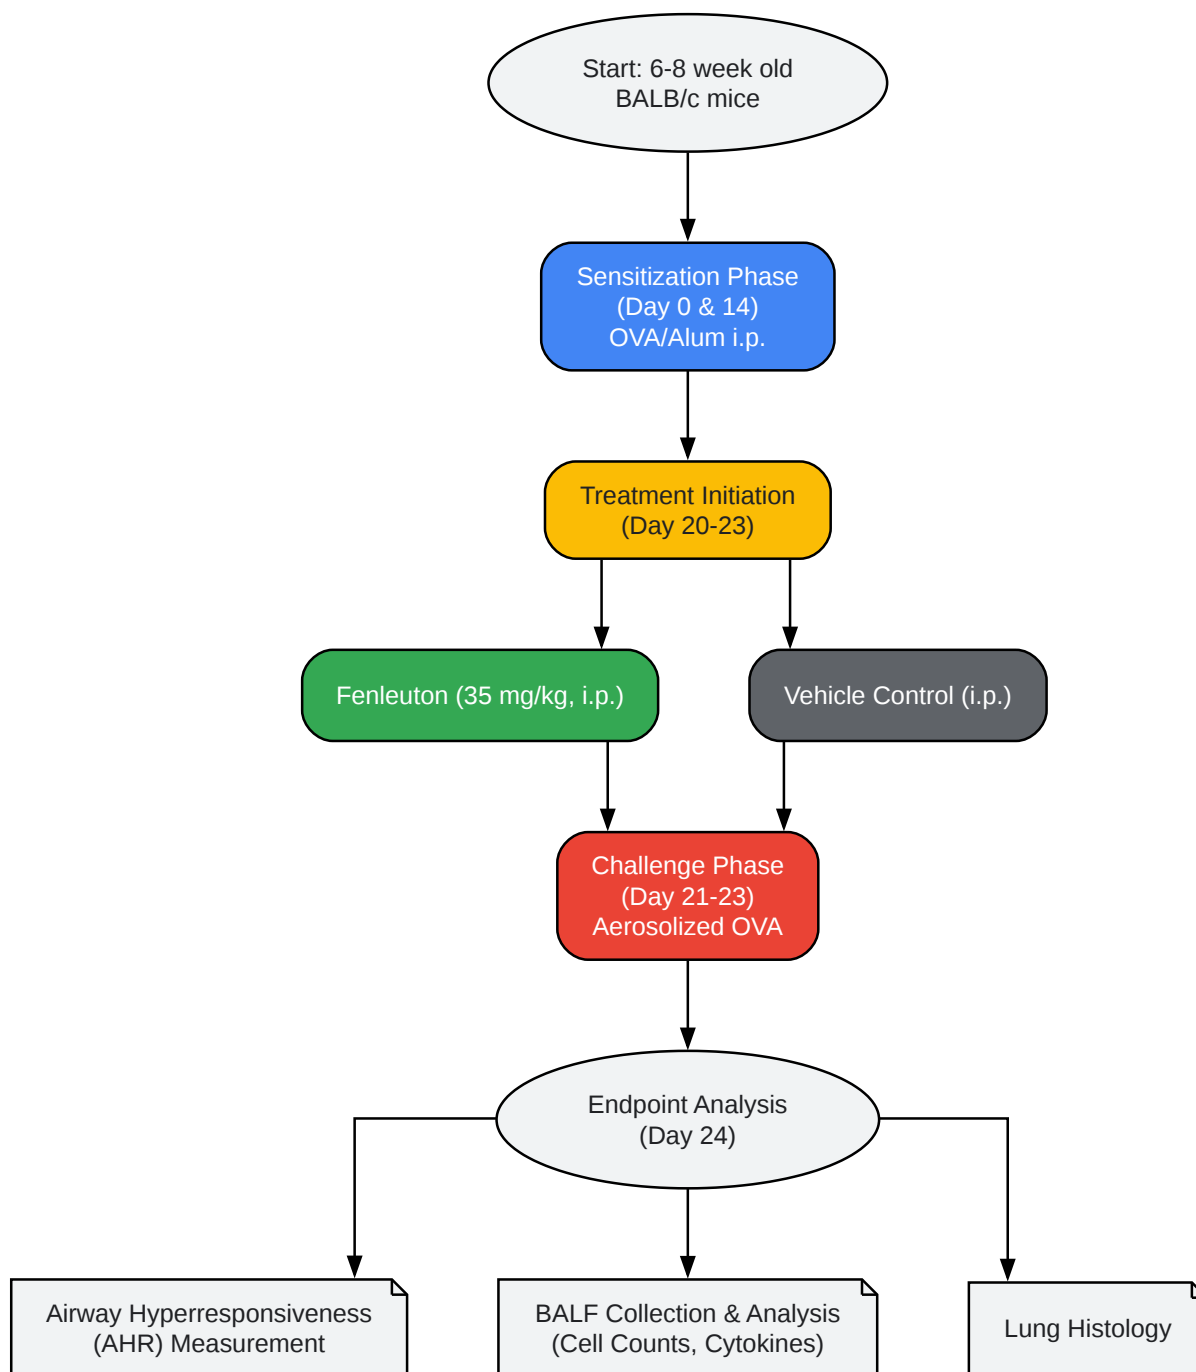 Start: 6-8 week old
BALB/c mice
Sensitization Phase
(Day 0 & 14)
OVA/Alum i.p.
Treatment Initiation
(Day 20-23)
Fenleuton (35 mg/kg, i.p.)
Vehicle Control (i.p.)
Challenge Phase
(Day 21-23)
Aerosolized OVA
Endpoint Analysis
(Day 24)
Airway Hyperresponsiveness
(AHR) Measurement
BALF Collection & Analysis
(Cell Counts, Cytokines)
Lung Histology